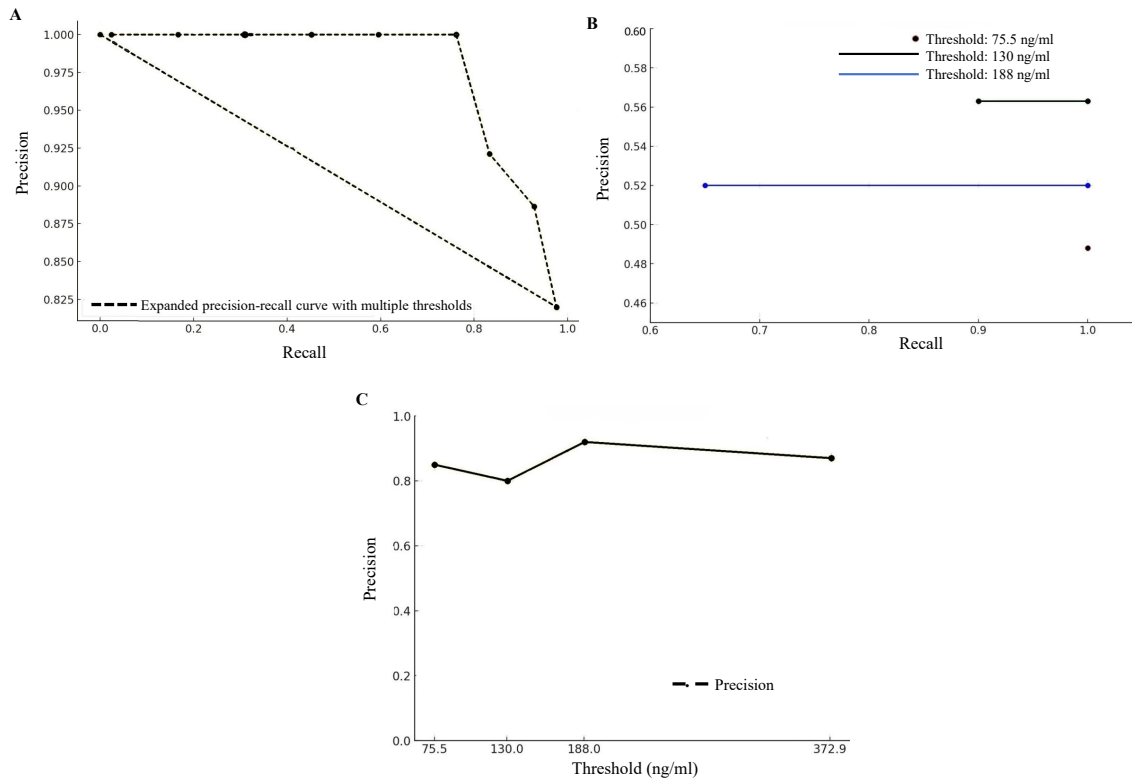 A
1.000
0.975
0.950
0.925
0.900
0.875
0.850
0.825
Precision
Expanded precision-recall curve with multiple thresholds
0.0 0.2 0.4 0.6 0.8 1.0
Recall
B
0.60
0.58
0.56
0.54
0.52
0.50
0.48
0.46
Precision
Threshold: 75.5 ng/ml
Threshold: 130 ng/ml
Threshold: 188 ng/ml
0.6 0.7 0.8 0.9 1.0
Recall
C
1.0
0.8
0.6
0.4
0.2
0.0
Precision
Precision
75.5 130.0 188.0 372.9
Threshold (ng/ml)